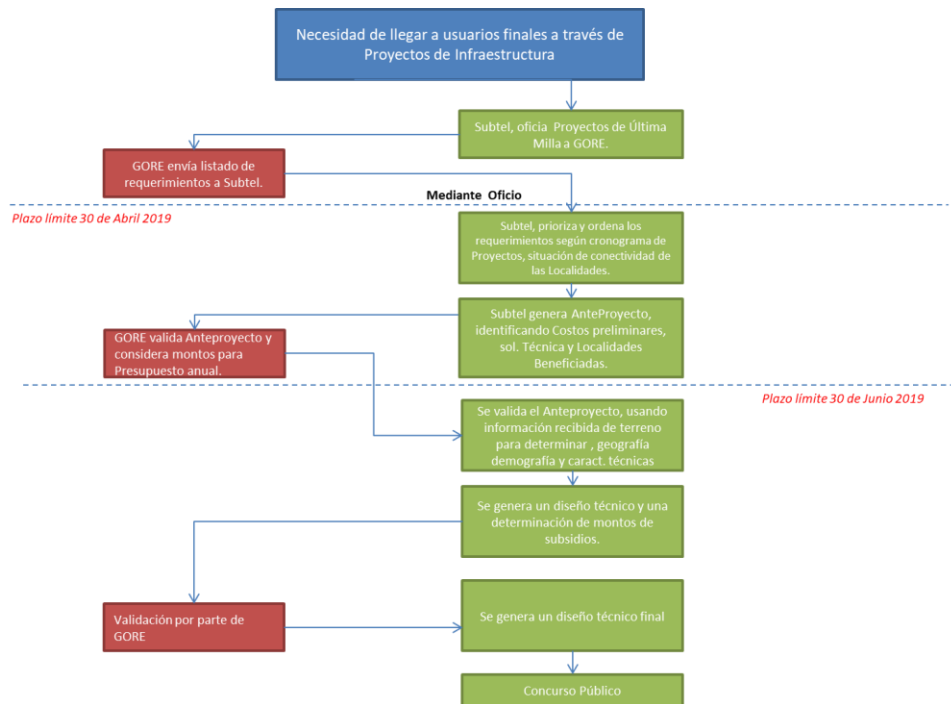 Necesidad de llegar a usuarios finales a través de
Proyectos de Infraestructura
Subtel, oficia Proyectos de Última
Milla a GORE.
GORE envía listado de
requerimientos a Subtel.
Mediante Oficio
Plazo límite 30 de Abril 2019
Subtel, prioriza y ordena los
requerimientos según cronograma de
Proyectos, situación de conectividad de
las Localidades.
Subtel genera AnteProyecto,
identificando Costos preliminares,
sol. Técnica y Localidades
Beneficiadas.
GORE valida Anteproyecto y
considera montos para
Presupuesto anual.
Plazo límite 30 de Junio 2019
Se valida el Anteproyecto, usando
información recibida de terreno
para determinar , geografía
demografía y caract. técnicas
Se genera un diseño técnico y una
determinación de montos de
subsidios.
Validación por parte de
GORE
Se genera un diseño técnico final
Concurso Público